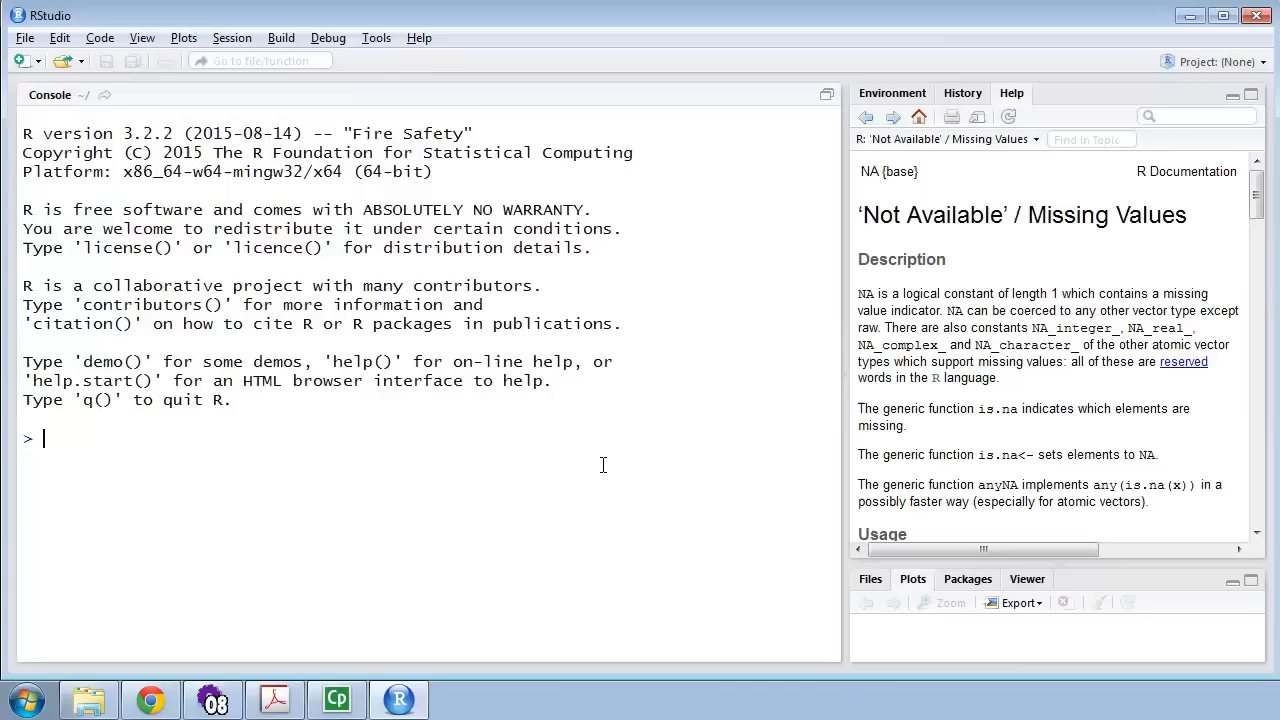 RStudio
File Edit Code View Plots Session Build Debug Tools Help
Go to file/function
Project: (None)
Console ~/
R version 3.2.2 (2015-08-14) -- "Fire Safety"
Copyright (C) 2015 The R Foundation for Statistical Computing
Platform: x86_64-w64-mingw32/x64 (64-bit)
R is free software and comes with ABSOLUTELY NO WARRANTY.
You are welcome to redistribute it under certain conditions.
Type 'license()' or 'licence()' for distribution details.
R is a collaborative project with many contributors.
Type 'contributors()' for more information and
'citation()' on how to cite R or R packages in publications.
Type 'demo()' for some demos, 'help()' for on-line help, or
'help.start()' for an HTML browser interface to help.
Type 'q()' to quit R.
>
Environment History Help
R: 'Not Available' / Missing Values
Find in Topic
NA {base} R Documentation
‘Not Available’ / Missing Values
Description
NA is a logical constant of length 1 which contains a missing
value indicator. NA can be coerced to any other vector type except
raw. There are also constants NA_integer_, NA_real_,
NA_complex_ and NA_character_ of the other atomic vector
types which support missing values: all of these are reserved
words in the R language.
The generic function is.na indicates which elements are
missing.
The generic function is.na<- sets elements to NA.
The generic function anyNA implements any(is.na(x)) in a
possibly faster way (especially for atomic vectors).
Usage
Files Plots Packages Viewer
Zoom Export
08
Cp
R